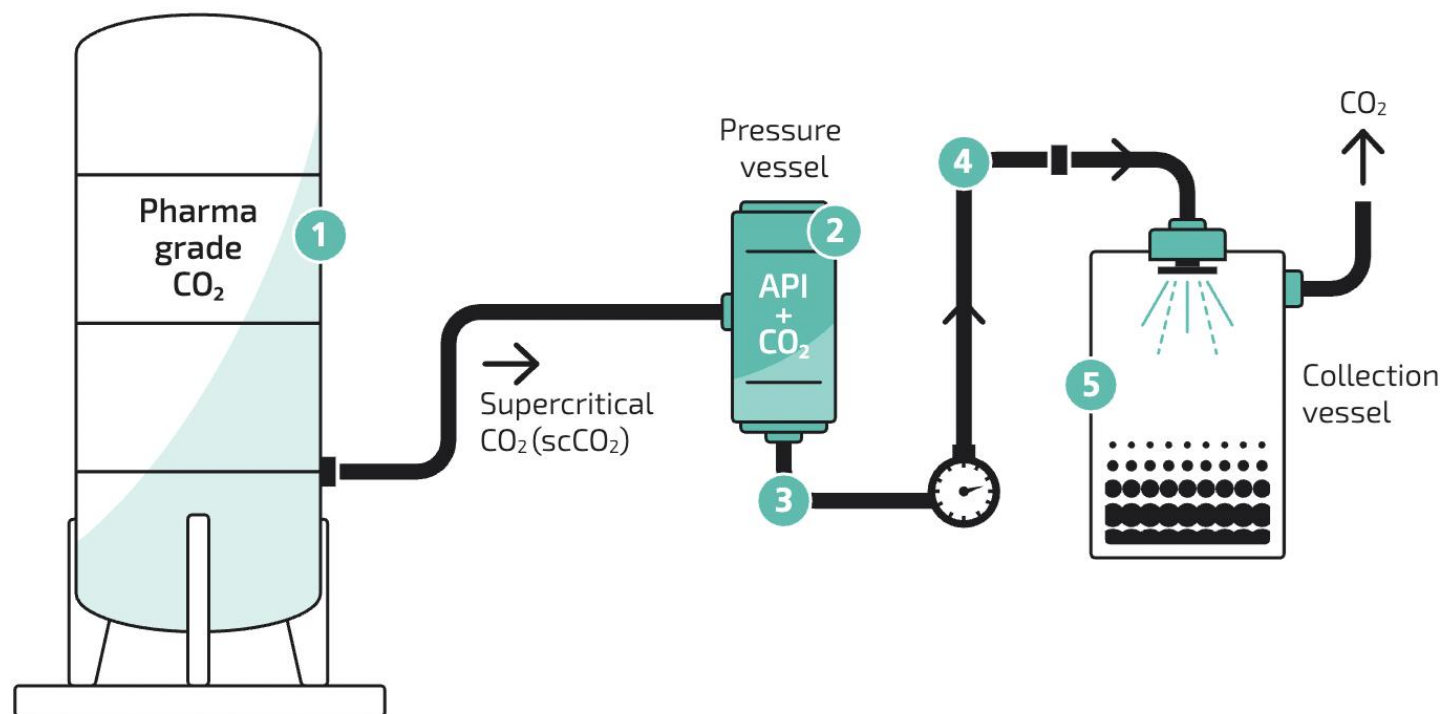 Pharma
grade
CO₂
1
Supercritical
CO₂ (scCO₂)
Pressure
vessel
2
API
+
CO₂
3
4
CO₂
5
Collection
vessel